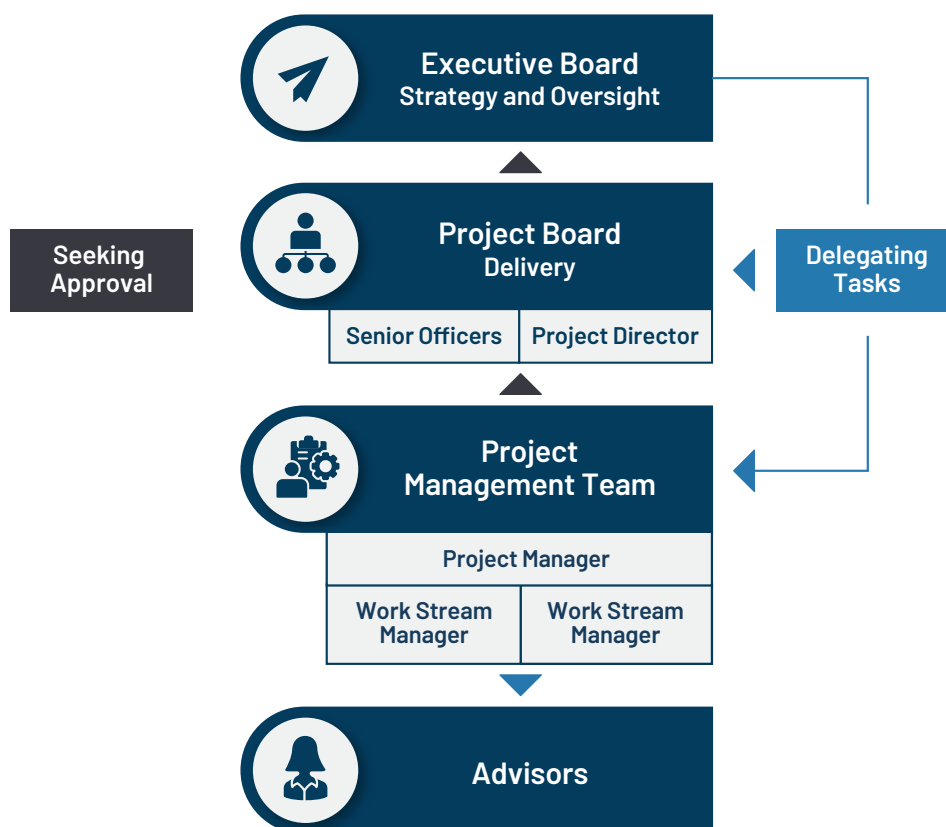 Executive Board
Strategy and Oversight
Project Board
Delivery
Seeking
Approval
Delegating
Tasks
Senior Officers
Project Director
Project
Management Team
Project Manager
Work Stream
Manager
Work Stream
Manager
Advisors